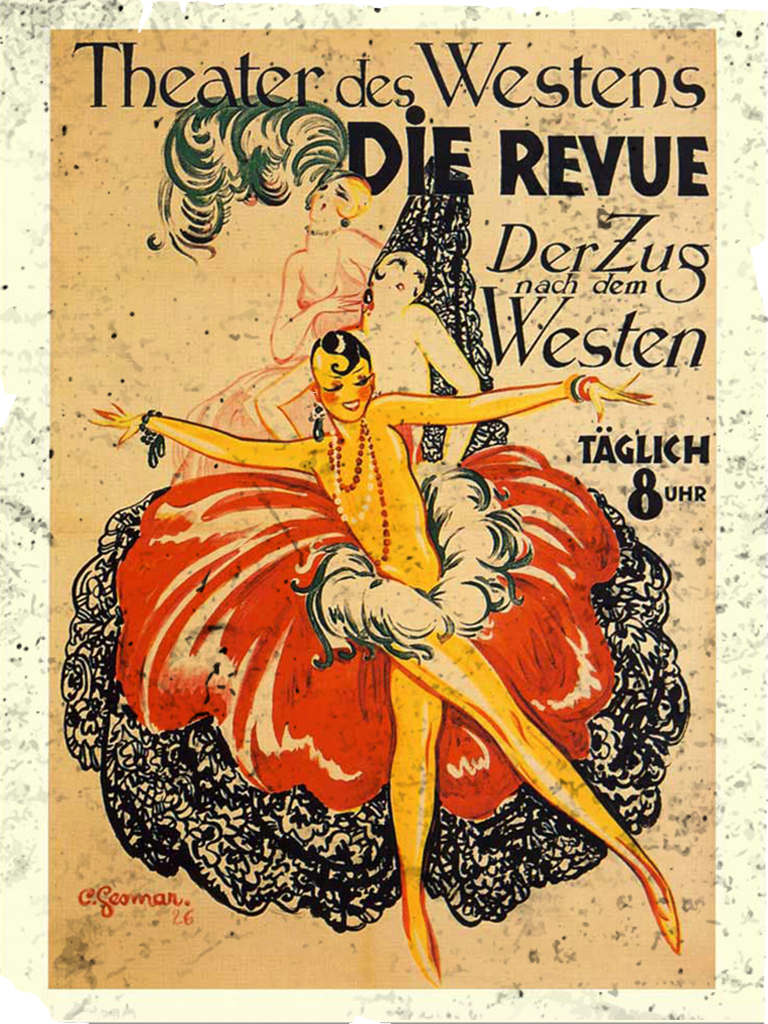 Theater des Westens
DiE REVUE
Der Zug
nach dem
Westen
TÄGLICH
8 UHR
C. Gesmar.
26